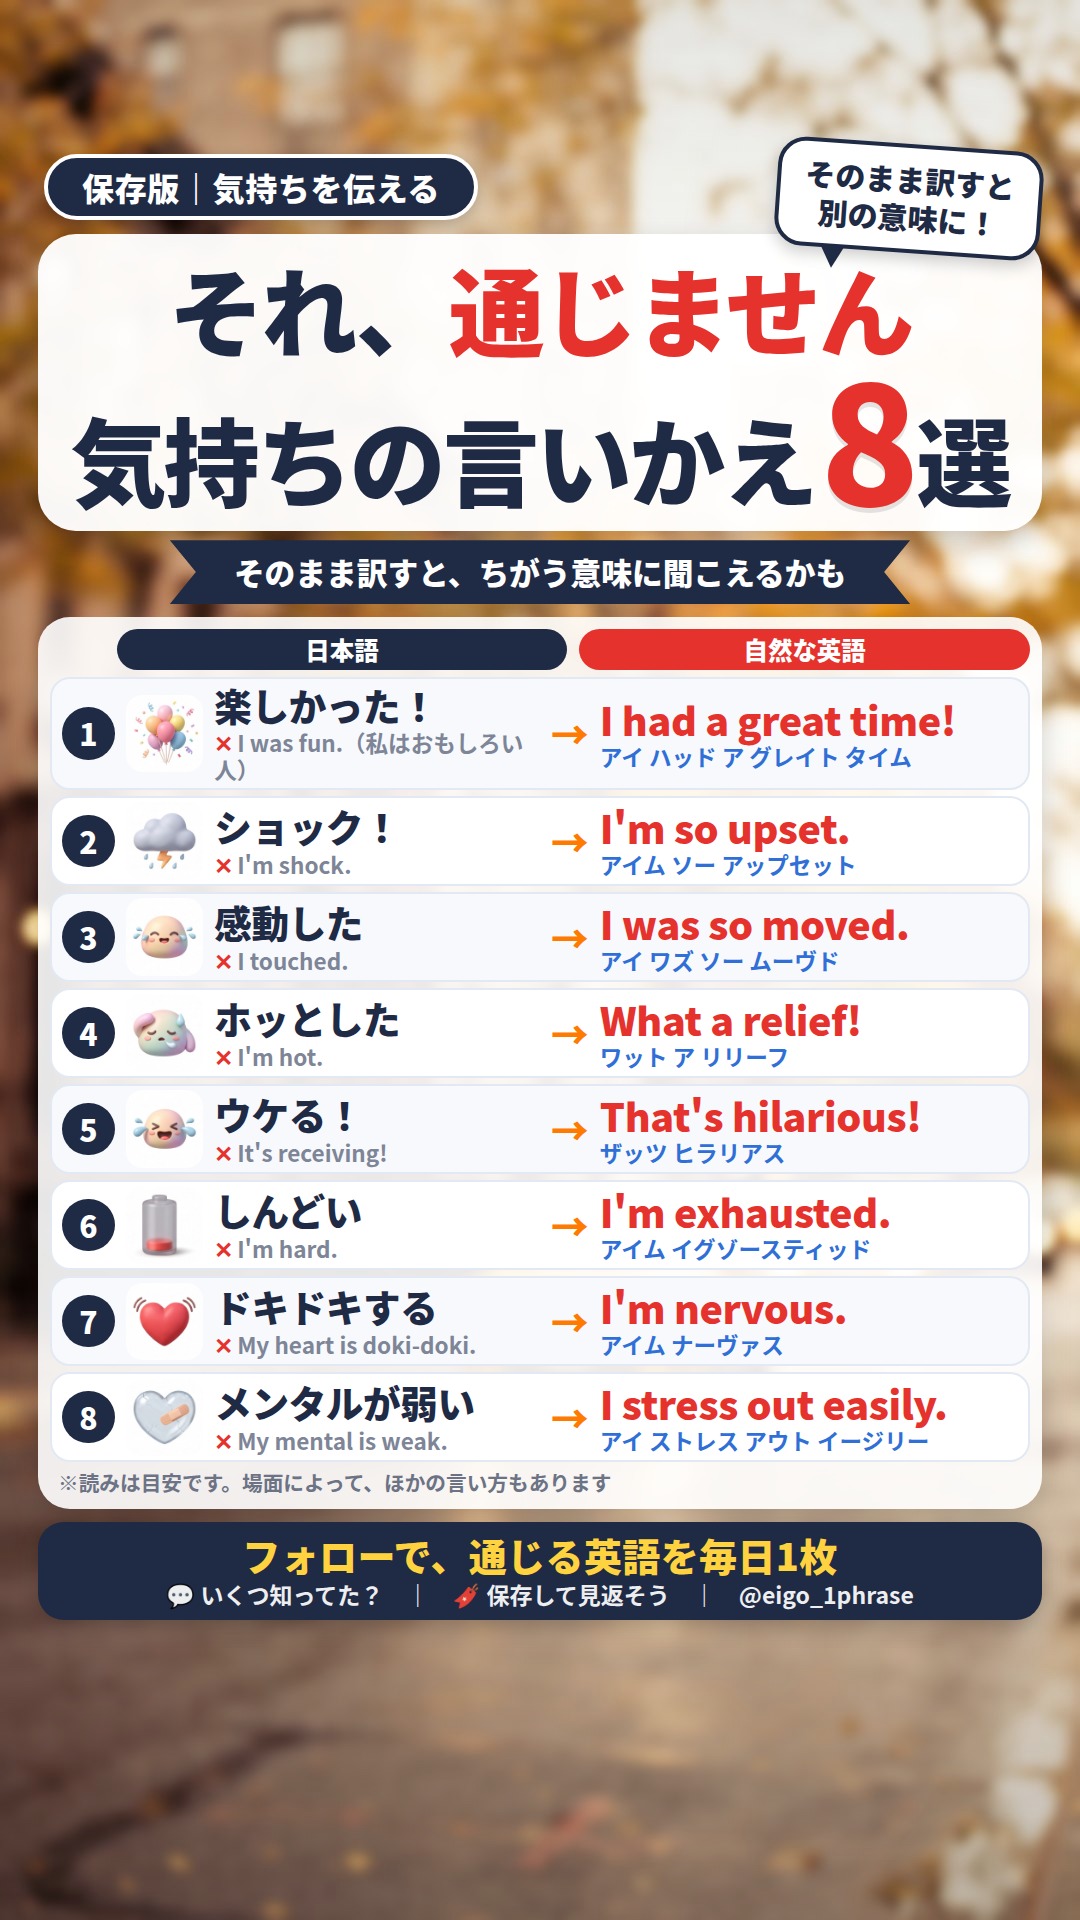 保存版｜気持ちを伝える
そのまま訳すと
別の意味に！
それ、通じません
気持ちの言いかえ8選
そのまま訳すと、ちがう意味に聞こえるかも
日本語
自然な英語
1
楽しかった！
✕ I was fun.（私はおもしろい
人）
→
I had a great time!
アイ ハッド ア グレイト タイム
2
ショック！
✕ I'm shock.
→
I'm so upset.
アイム ソー アップセット
3
感動した
✕ I touched.
→
I was so moved.
アイ ワズ ソー ムーヴド
4
ホッとした
✕ I'm hot.
→
What a relief!
ワット ア リリーフ
5
ウケる！
✕ It's receiving!
→
That's hilarious!
ザッツ ヒラリアス
6
しんどい
✕ I'm hard.
→
I'm exhausted.
アイム イグゾースティッド
7
ドキドキする
✕ My heart is doki-doki.
→
I'm nervous.
アイム ナーヴァス
8
メンタルが弱い
✕ My mental is weak.
→
I stress out easily.
アイ ストレス アウト イージリー
※読みは目安です。場面によって、ほかの言い方もあります
フォローで、通じる英語を毎日1枚
💬 いくつ知ってた？ ｜ 🔖 保存して見返そう ｜ @eigo_1phrase